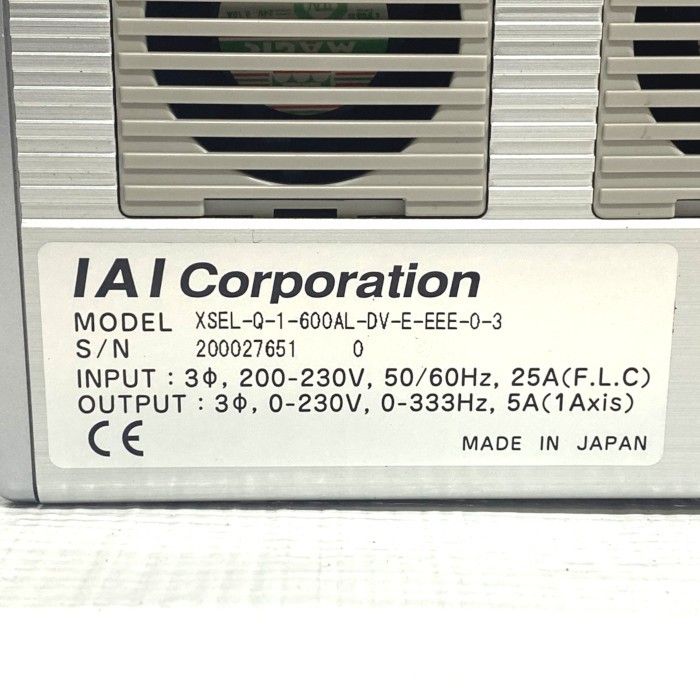 MAGIC
IAI Corporation
MODEL XSEL-Q-1-600AL-DV-E-EEE-0-3
S/N 200027651 0
INPUT : 3Φ, 200-230V, 50/60Hz, 25A(F.L.C)
OUTPUT : 3Φ, 0-230V, 0-333Hz, 5A(1Axis)
CE
MADE IN JAPAN